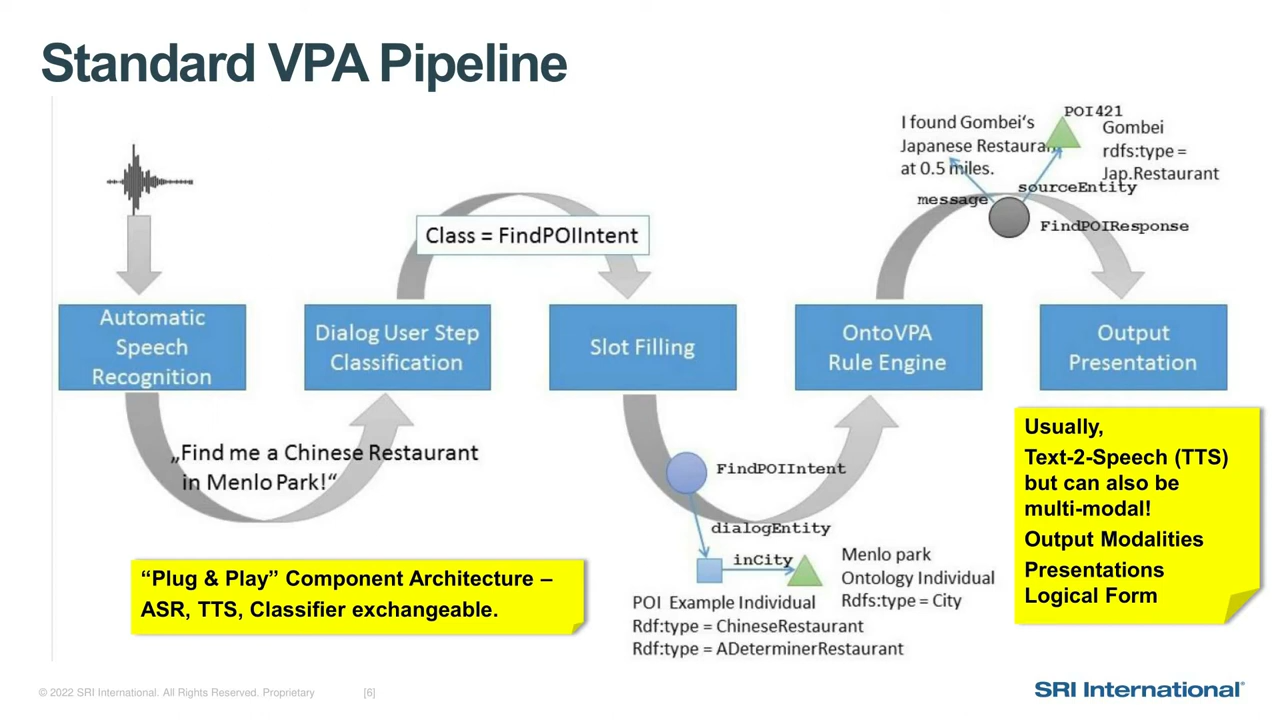 Standard VPA Pipeline
I found Gombei‘s
Japanese Restaurant
at 0.5 miles.
POI421
Gombei
rdfs:type =
Jap.Restaurant
message
sourceEntity
FindPOIResponse
Class = FindPOIIntent
Automatic
Speech
Recognition
Dialog User Step
Classification
Slot Filling
OntoVPA
Rule Engine
Output
Presentation
„Find me a Chinese Restaurant
in Menlo Park!“
FindPOIIntent
dialogEntity
inCity
Menlo park
Ontology Individual
Rdfs:type = City
POI Example Individual
Rdf:type = ChineseRestaurant
Rdf:type = ADeterminerRestaurant
“Plug & Play” Component Architecture –
ASR, TTS, Classifier exchangeable.
Usually,
Text-2-Speech (TTS)
but can also be
multi-modal!
Output Modalities
Presentations
Logical Form
© 2022 SRI International. All Rights Reserved. Proprietary
[6]
SRI International®